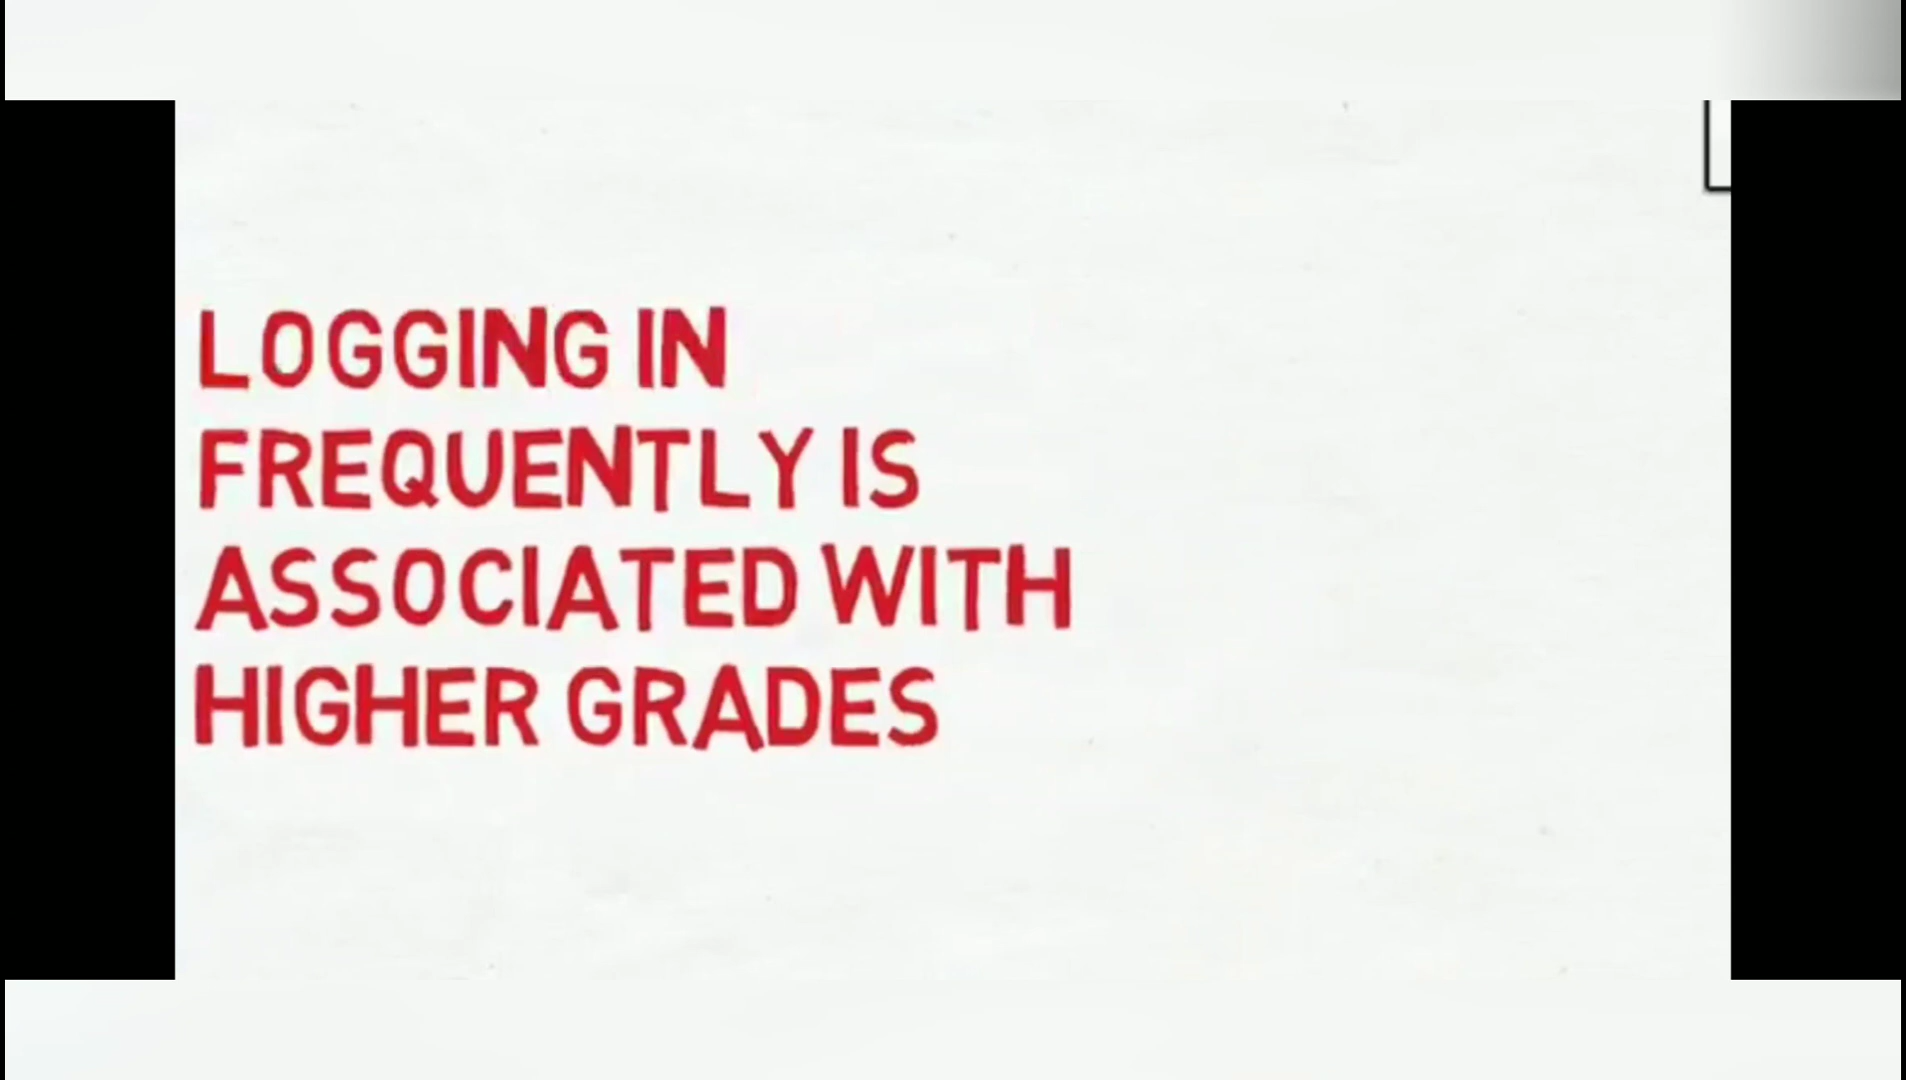 LOGGING IN
FREQUENTLY IS
ASSOCIATED WITH
HIGHER GRADES